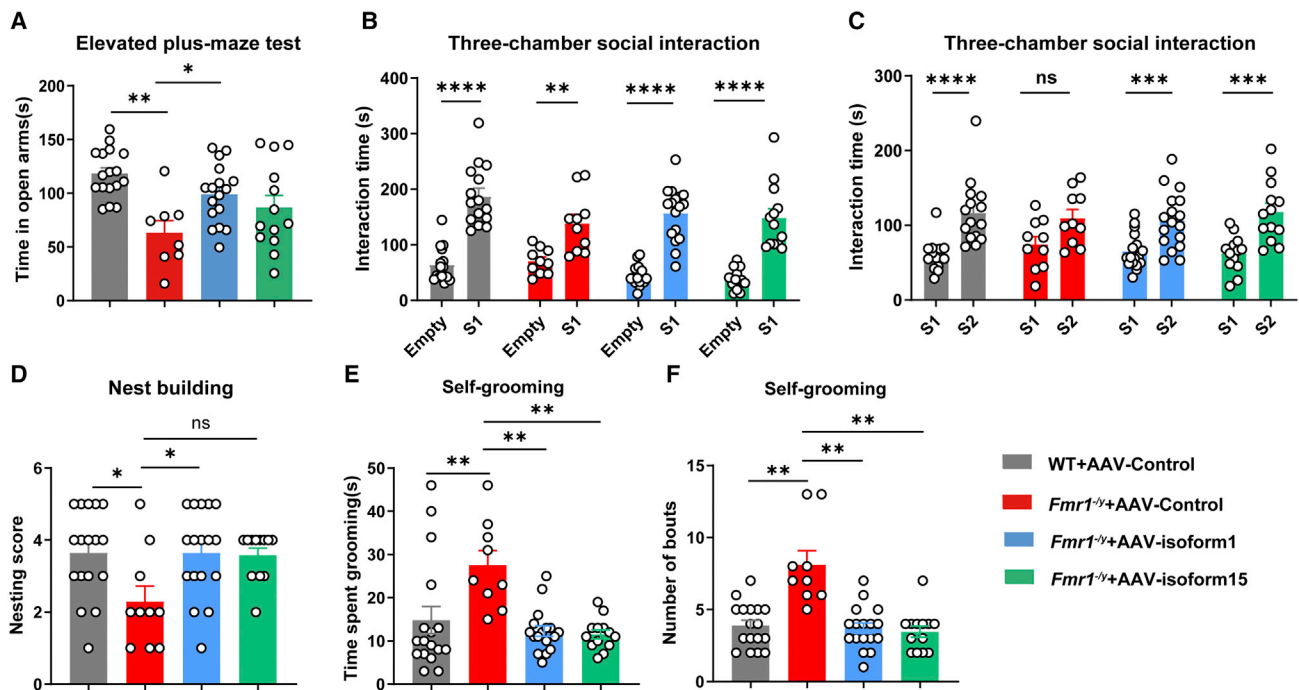 A
Elevated plus-maze test
Time in open arms(s)
200
150
100
50
0
**
*
B
Three-chamber social interaction
Interaction time (s)
400
300
200
100
0
****
**
****
****
Empty
S1
Empty
S1
Empty
S1
Empty
S1
C
Three-chamber social interaction
Interaction time (s)
300
200
100
0
****
ns
***
***
S1
S2
S1
S2
S1
S2
S1
S2
D
Nest building
Nesting score
6
4
2
0
ns
*
*
E
Self-grooming
Time spent grooming(s)
50
40
30
20
10
0
**
**
**
F
Self-grooming
Number of bouts
15
10
5
0
**
**
**
WT+AAV-Control
Fmr1-/y+AAV-Control
Fmr1-/y+AAV-isoform1
Fmr1-/y+AAV-isoform15